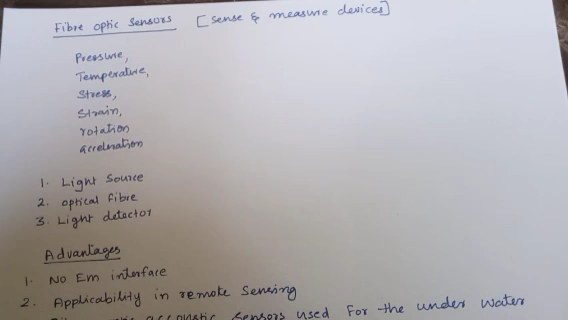 Fibre optic Sensors [sense & measure devices]
Pressure,
Temperature,
Stress,
Strain,
rotation
acceleration
1. Light Source
2. optical fibre
3. Light detector
Advantages
1. No Em interface
2. Applicability in remote Sensing
Sensors used For the under water